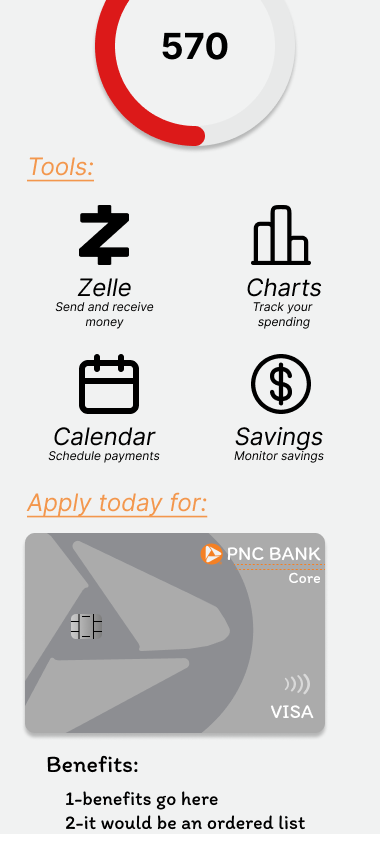 570
Tools:
Zelle
Send and receive
money
Charts
Track your
spending
Calendar
Schedule payments
Savings
Monitor savings
Apply today for:
PNC BANK
Core
VISA
Benefits:
1-benefits go here
2-it would be an ordered list